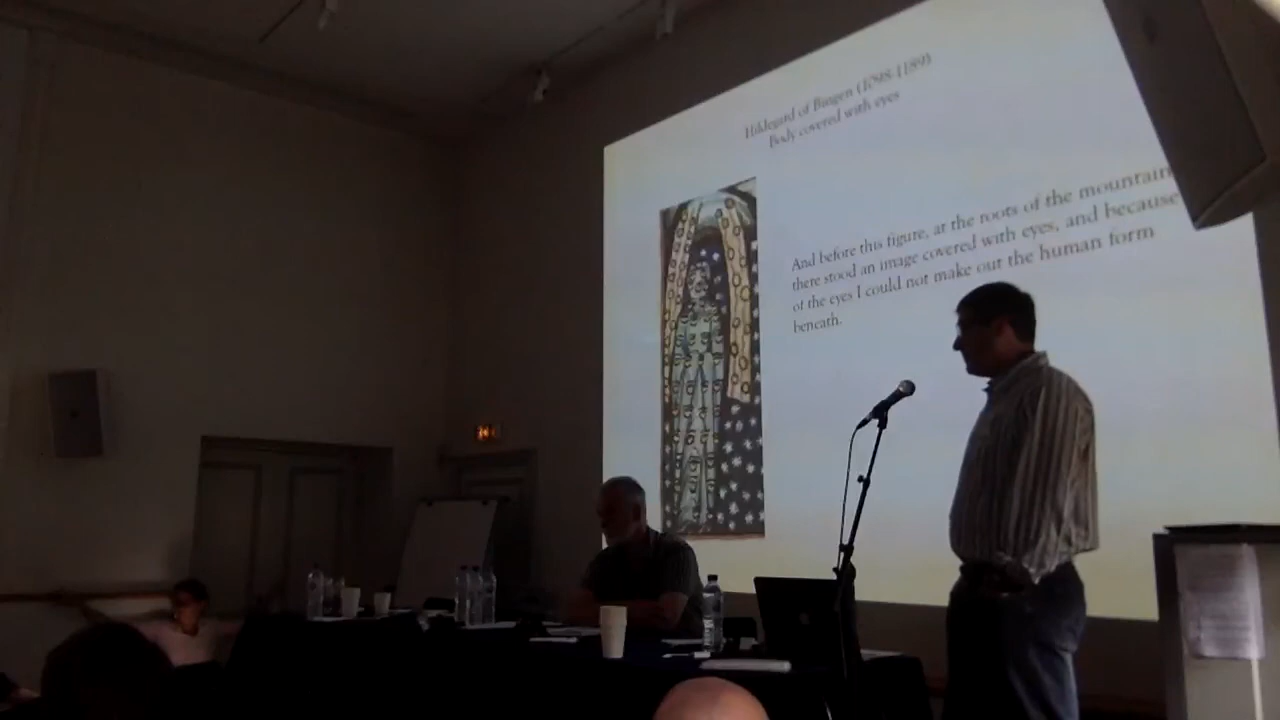 Hildegard of Bingen (1098-1189)
Body covered with eyes
And before this figure, at the roots of the mountain
there stood an image covered with eyes, and because
of the eyes I could not make out the human form
beneath.